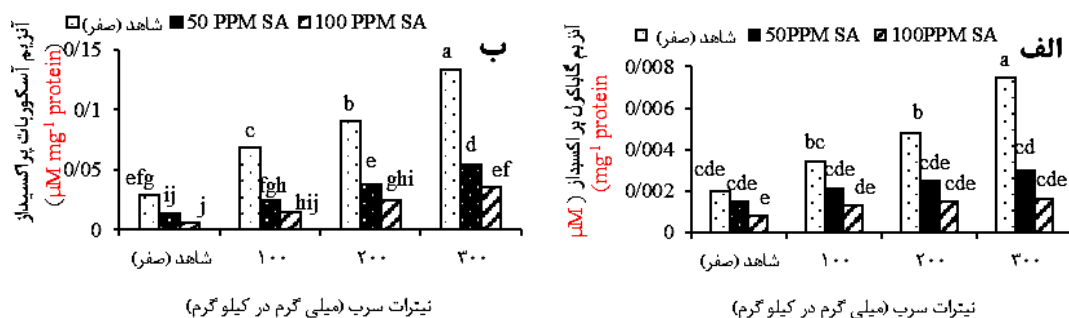 الف
شاهد (صفر) 50PPM SA 100PPM SA
آنزیم گایاکول پراکسیداز (µM mg-1 protein)
0/008
0/006
0/004
0/002
0
cde cde e
bc cde de
b cde cde
a cd cde
شاهد (صفر) ۱۰۰ ۲۰۰ ۳۰۰
نیترات سرب (میلی گرم در کیلو گرم)
ب
شاهد (صفر) 50 PPM SA 100 PPM SA
آنزیم آسکوربات پراکسیداز (µM mg-1 protein)
0/15
0/1
0/05
0
efg ij j
c fgh hij
b e ghi
a d ef
شاهد (صفر) ۱۰۰ ۲۰۰ ۳۰۰
نیترات سرب (میلی گرم در کیلو گرم)